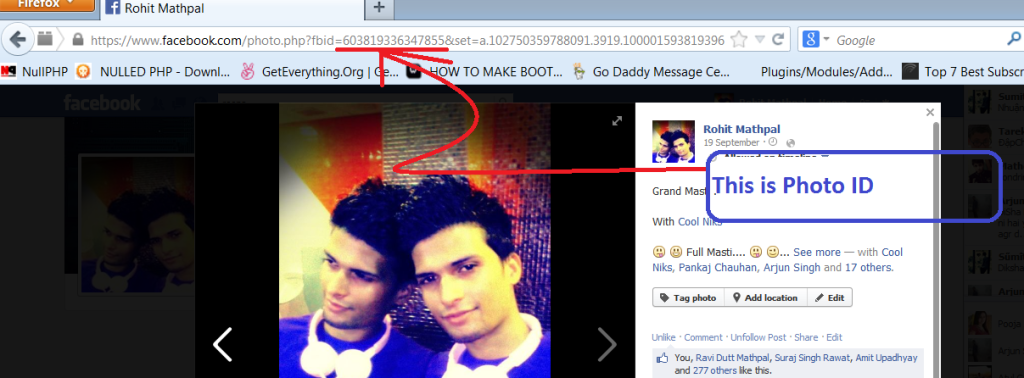 Firefox
Rohit Mathpal
https://www.facebook.com/photo.php?fbid=603819336347855&set=a.102750359788091.3919.100001593819396
Google
NullPHP
NULLED PHP - Downl...
GetEverything.Org | Ge...
HOW TO MAKE BOOT...
Go Daddy Message Ce...
Plugins/Modules/Add...
Top 7 Best Subscr
facebook
Rohit Mathpal
19 September ·
Allowed on timeline
This is Photo ID
Grand Mast
With Cool Niks
Full Masti.... ... See more — with Cool
Niks, Pankaj Chauhan, Arjun Singh and 17 others.
Tag photo
Add location
Edit
Unlike · Comment · Unfollow Post · Share · Edit
You, Ravi Dutt Mathpal, Suraj Singh Rawat, Amit Upadhyay
and 277 others like this.